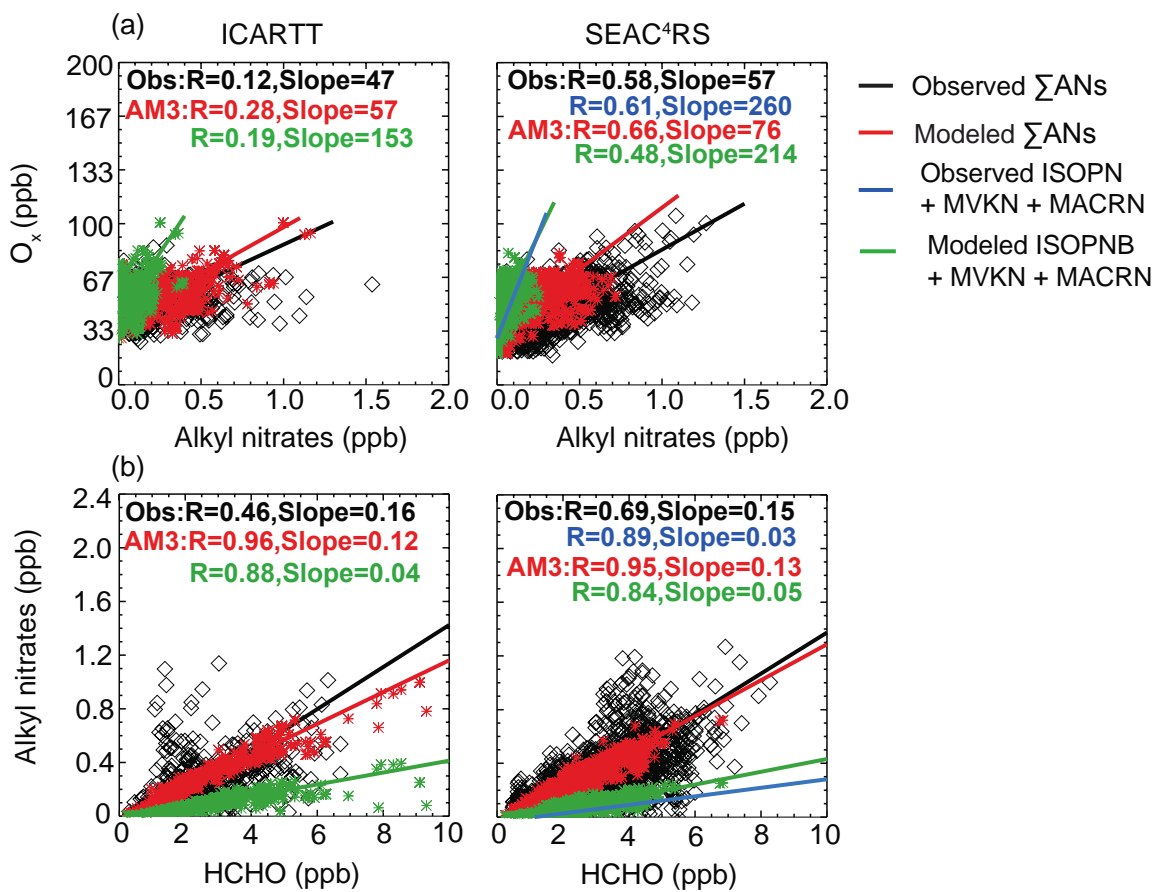 (a)
ICARTT
SEAC⁴RS
200
167
133
100
67
33
0
Oₓ (ppb)
Obs:R=0.12,Slope=47
AM3:R=0.28,Slope=57
R=0.19,Slope=153
0.0 0.5 1.0 1.5 2.0
Alkyl nitrates (ppb)
Obs:R=0.58,Slope=57
R=0.61,Slope=260
AM3:R=0.66,Slope=76
R=0.48,Slope=214
0.0 0.5 1.0 1.5 2.0
Alkyl nitrates (ppb)
Observed ∑ANs
Modeled ∑ANs
Observed ISOPN
+ MVKN + MACRN
Modeled ISOPNB
+ MVKN + MACRN
(b)
2.4
2.0
1.6
1.2
0.8
0.4
0
Alkyl nitrates (ppb)
Obs:R=0.46,Slope=0.16
AM3:R=0.96,Slope=0.12
R=0.88,Slope=0.04
0 2 4 6 8 10
HCHO (ppb)
Obs:R=0.69,Slope=0.15
R=0.89,Slope=0.03
AM3:R=0.95,Slope=0.13
R=0.84,Slope=0.05
0 2 4 6 8 10
HCHO (ppb)